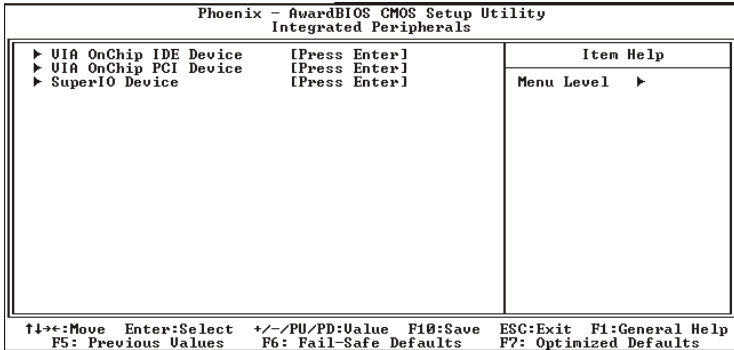 Phoenix - AwardBIOS CMOS Setup Utility
Integrated Peripherals
► VIA OnChip IDE Device [Press Enter]
► VIA OnChip PCI Device [Press Enter]
► SuperIO Device [Press Enter]
Item Help
Menu Level ►
↑↓→←:Move Enter:Select +/-/PU/PD:Value F10:Save ESC:Exit F1:General Help
F5: Previous Values F6: Fail-Safe Defaults F7: Optimized Defaults